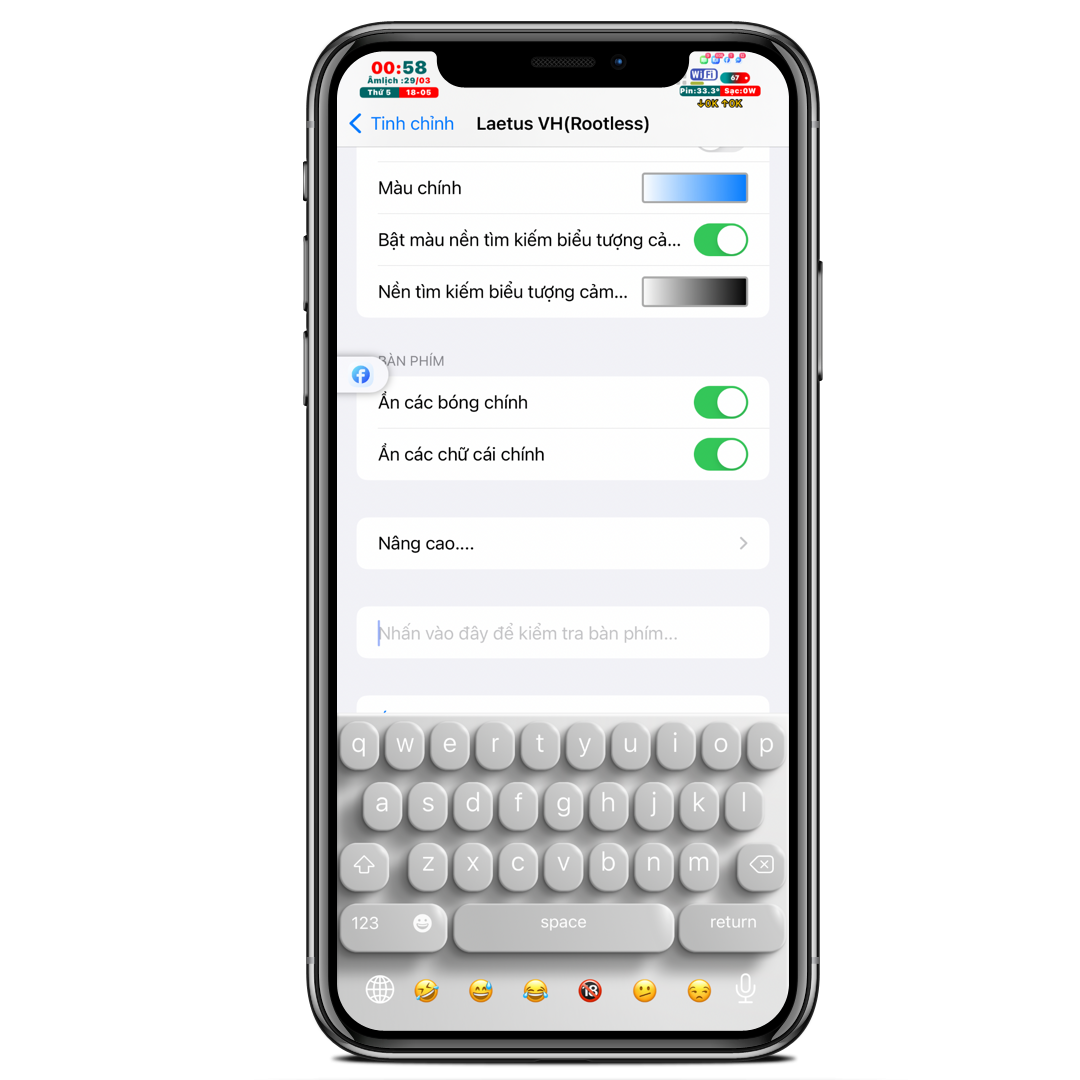 00:58
Âmlịch :29/03
Thứ 5 18-05
WiFi 67
Pin:33.3° Sạc:0W
↓0K ↑0K
Tinh chỉnh
Laetus VH(Rootless)
Màu chính
Bật màu nền tìm kiếm biểu tượng cả...
Nền tìm kiếm biểu tượng cảm...
BÀN PHÍM
Ẩn các bóng chính
Ẩn các chữ cái chính
Nâng cao....
Nhấn vào đây để kiểm tra bàn phím...
q w e r t y u i o p
a s d f g h j k l
z x c v b n m
123 space return